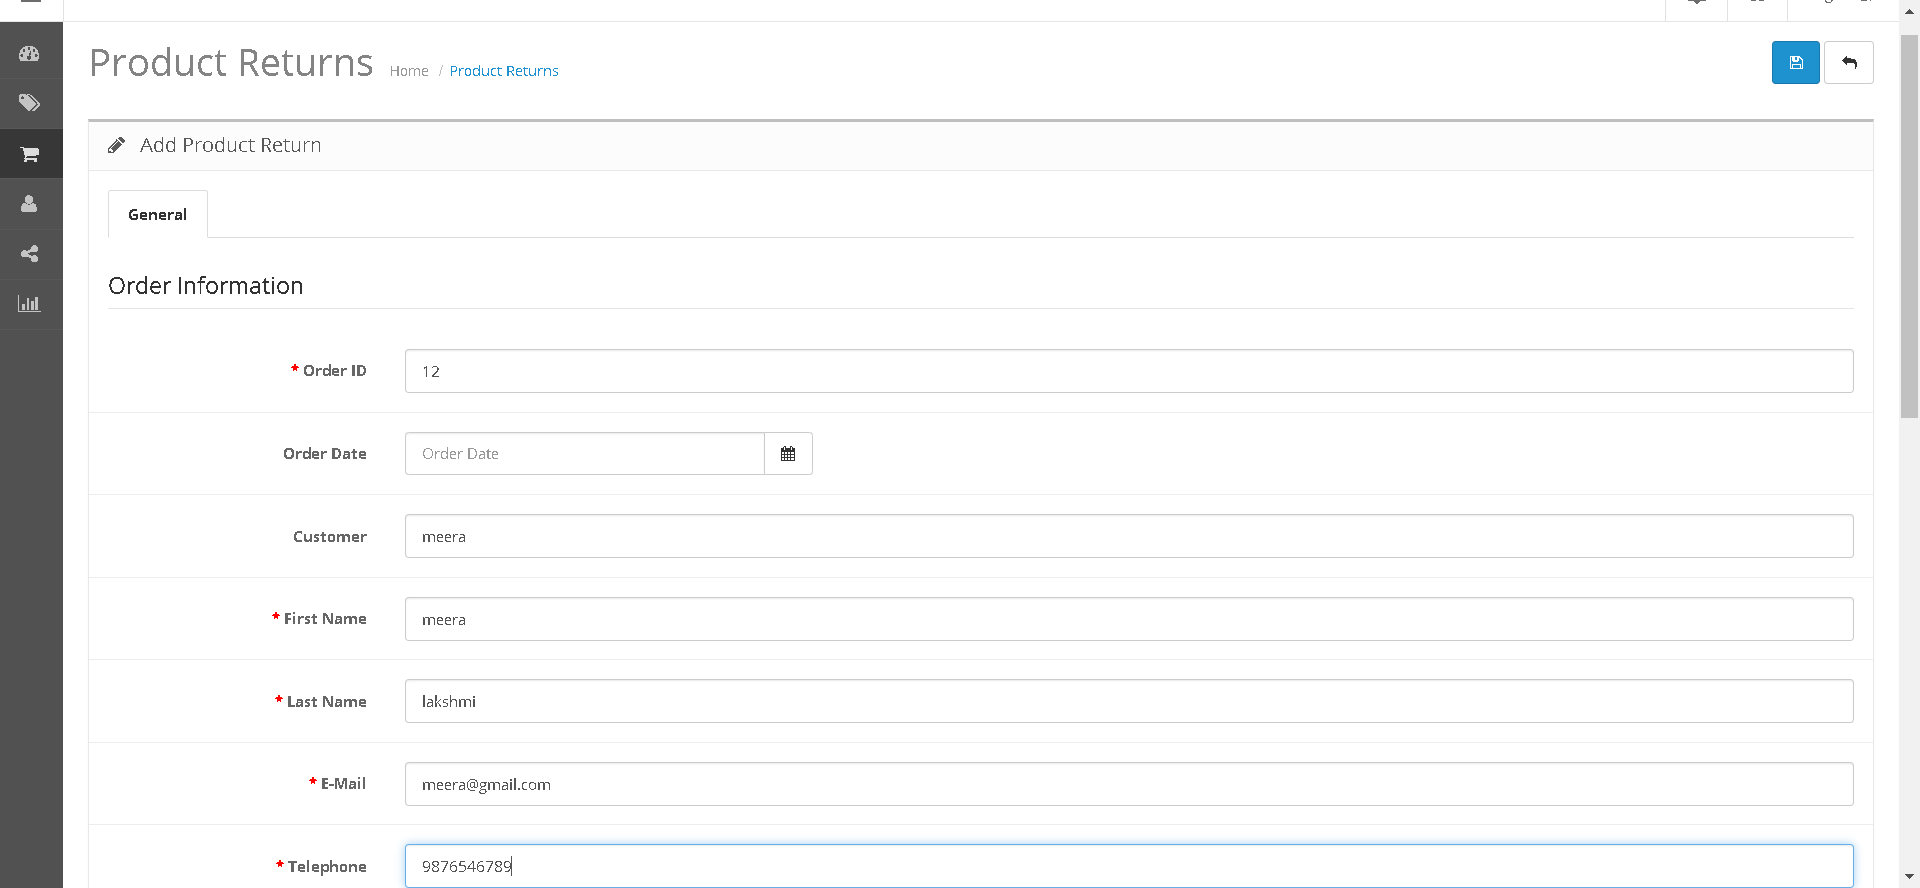 Product Returns
Home / Product Returns
Add Product Return
General
Order Information
* Order ID
12
Order Date
Order Date
Customer
meera
* First Name
meera
* Last Name
lakshmi
* E-Mail
meera@gmail.com
* Telephone
9876546789